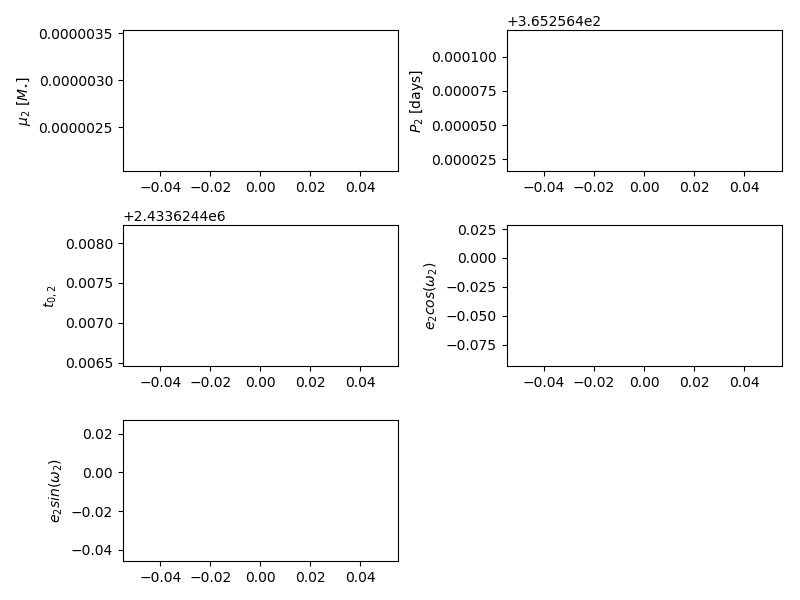 0.0000035
0.0000030
0.0000025
μ₂ [M⋆]
−0.04 −0.02 0.00 0.02 0.04
+3.652564e2
0.000100
0.000075
0.000050
0.000025
P₂ [days]
−0.04 −0.02 0.00 0.02 0.04
+2.4336244e6
0.0080
0.0075
0.0070
0.0065
t₀,₂
−0.04 −0.02 0.00 0.02 0.04
0.025
0.000
−0.025
−0.050
−0.075
e₂cos(ω₂)
−0.04 −0.02 0.00 0.02 0.04
0.02
0.00
−0.02
−0.04
e₂sin(ω₂)
−0.04 −0.02 0.00 0.02 0.04